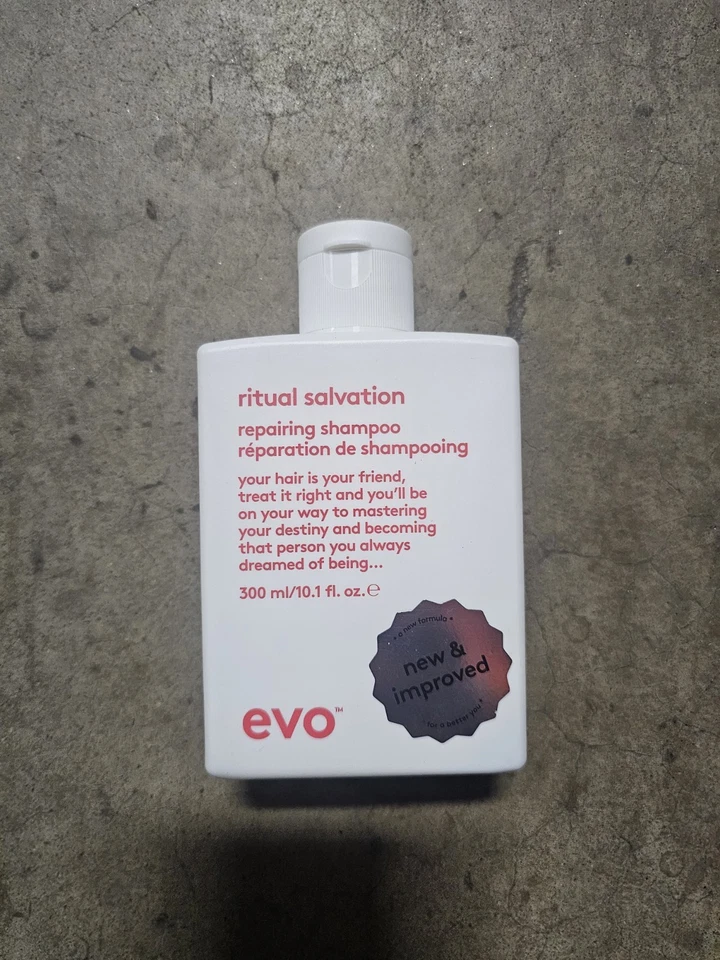 ritual salvation
repairing shampoo
réparation de shampooing
your hair is your friend,
treat it right and you'll be
on your way to mastering
your destiny and becoming
that person you always
dreamed of being...
300 ml/10.1 fl. oz.℮
• a new formula •
new &
improved
for a better you •
evo™